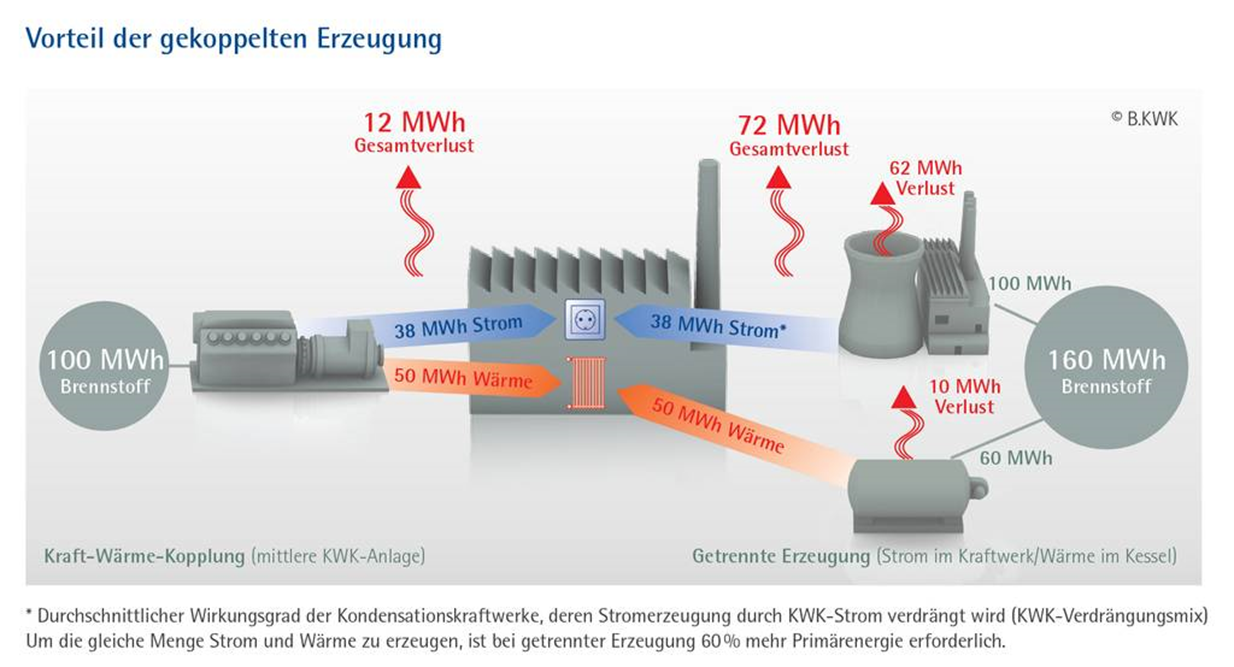 Vorteil der gekoppelten Erzeugung
12 MWh
Gesamtverlust
72 MWh
Gesamtverlust
© B.KWK
62 MWh
Verlust
100 MWh
38 MWh Strom
38 MWh Strom*
100 MWh
Brennstoff
160 MWh
Brennstoff
50 MWh Wärme
50 MWh Wärme
10 MWh
Verlust
60 MWh
Kraft-Wärme-Kopplung (mittlere KWK-Anlage)
Getrennte Erzeugung (Strom im Kraftwerk/Wärme im Kessel)
* Durchschnittlicher Wirkungsgrad der Kondensationskraftwerke, deren Stromerzeugung durch KWK-Strom verdrängt wird (KWK-Verdrängungsmix)
Um die gleiche Menge Strom und Wärme zu erzeugen, ist bei getrennter Erzeugung 60% mehr Primärenergie erforderlich.